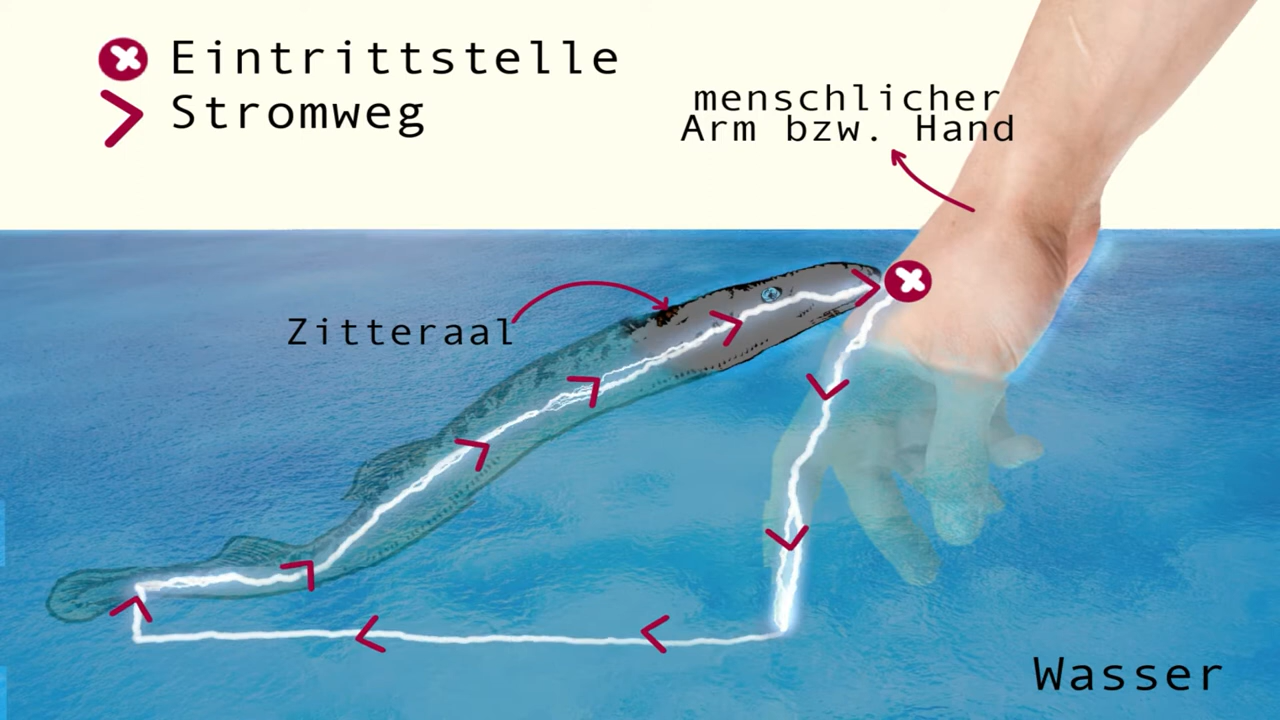 Eintrittstelle
Stromweg
menschlicher
Arm bzw. Hand
Zitteraal
Wasser